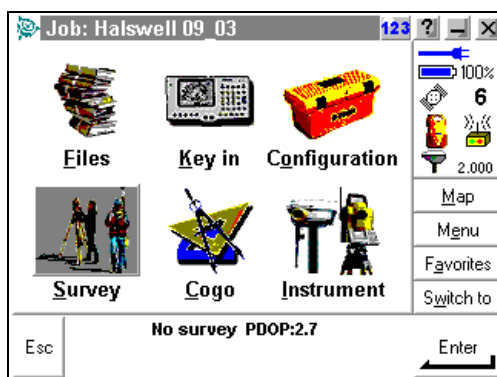 Job: Halswell 09_03 123 ?
100%
6
2.000
Files Key in Configuration
Survey Cogo Instrument
Map
Menu
Favorites
Switch to
No survey PDOP:2.7
Esc
Enter